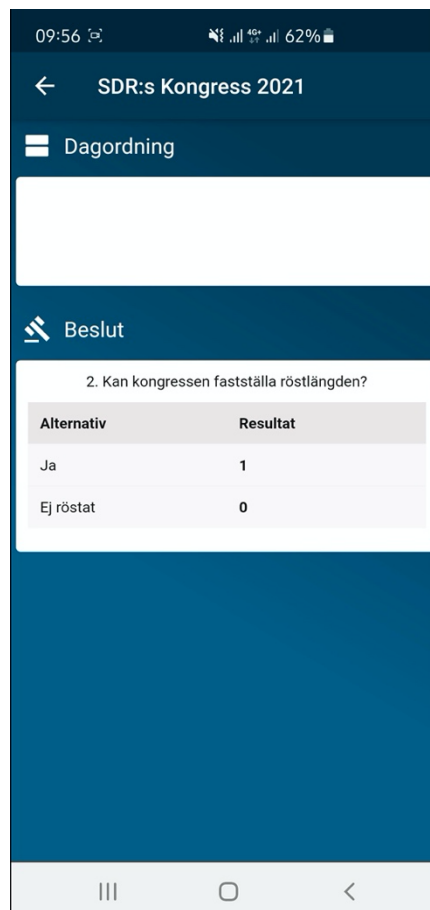 09:56 4G+ 62%
SDR:s Kongress 2021
Dagordning
Beslut
2. Kan kongressen fastställa röstlängden?
Alternativ Resultat
Ja 1
Ej röstat 0